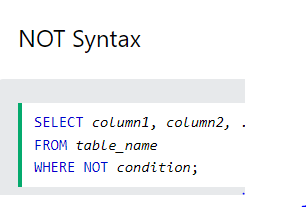 NOT Syntax
SELECT column1, column2, .
FROM table_name
WHERE NOT condition;